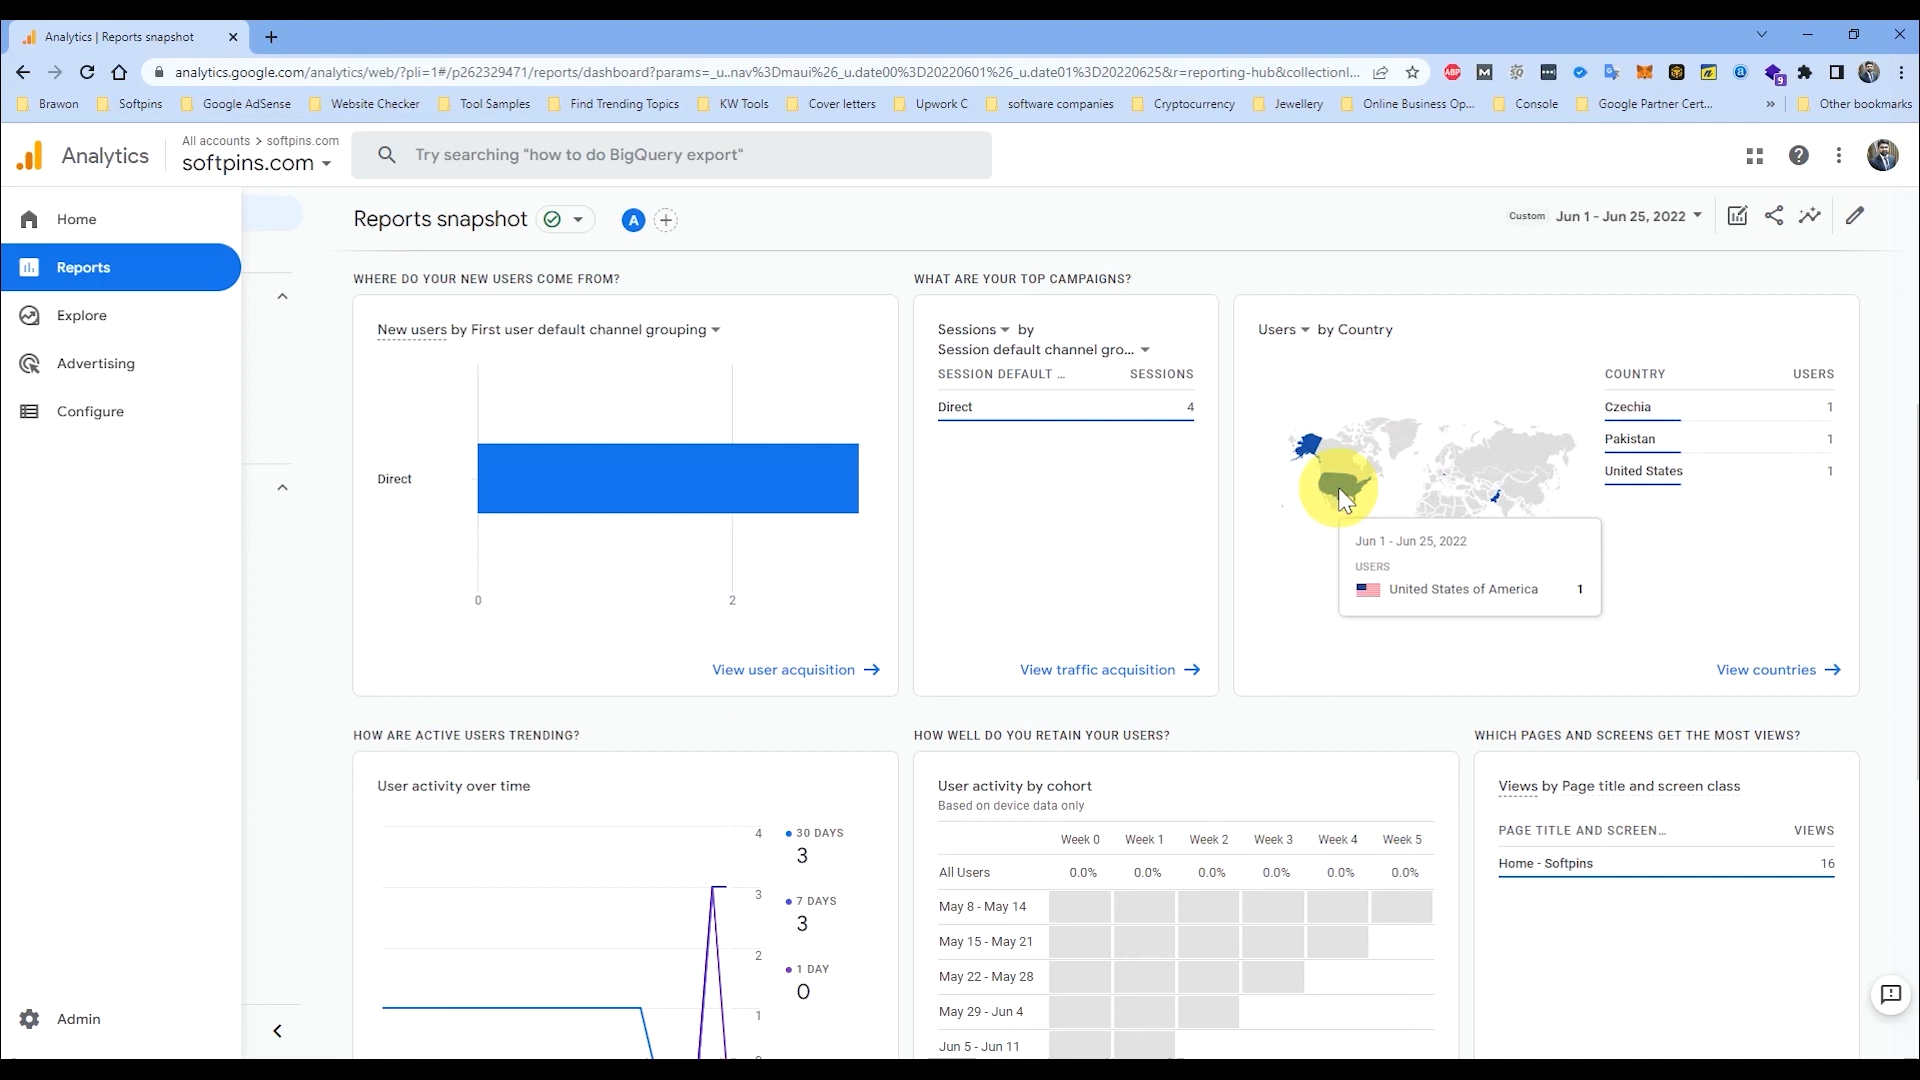 Analytics | Reports snapshot
analytics.google.com/analytics/web/?pli=1#/p262329471/reports/dashboard?params=_u..nav%3Dmaui%26_u.date00%3D20220601%26_u.date01%3D20220625&r=reporting-hub&collectionI...
ABP
9
Brawon
Softpins
Google AdSense
Website Checker
Tool Samples
Find Trending Topics
KW Tools
Cover letters
Upwork C
software companies
Cryptocurrency
Jewellery
Online Business Op...
Console
Google Partner Cert...
»
Other bookmarks
Analytics
All accounts > softpins.com
softpins.com
Try searching "how to do BigQuery export"
Home
Reports
Explore
Advertising
Configure
Admin
Reports snapshot
A
Custom Jun 1 - Jun 25, 2022
WHERE DO YOUR NEW USERS COME FROM?
New users by First user default channel grouping
Direct
0
2
View user acquisition
WHAT ARE YOUR TOP CAMPAIGNS?
Sessions by
Session default channel gro...
SESSION DEFAULT ... SESSIONS
Direct 4
View traffic acquisition
Users by Country
COUNTRY USERS
Czechia 1
Pakistan 1
United States 1
Jun 1 - Jun 25, 2022
USERS
United States of America 1
View countries
HOW ARE ACTIVE USERS TRENDING?
User activity over time
4
3
2
1
30 DAYS
3
7 DAYS
3
1 DAY
0
HOW WELL DO YOU RETAIN YOUR USERS?
User activity by cohort
Based on device data only
Week 0 Week 1 Week 2 Week 3 Week 4 Week 5
All Users 0.0% 0.0% 0.0% 0.0% 0.0% 0.0%
May 8 - May 14
May 15 - May 21
May 22 - May 28
May 29 - Jun 4
Jun 5 - Jun 11
WHICH PAGES AND SCREENS GET THE MOST VIEWS?
Views by Page title and screen class
PAGE TITLE AND SCREEN... VIEWS
Home - Softpins 16